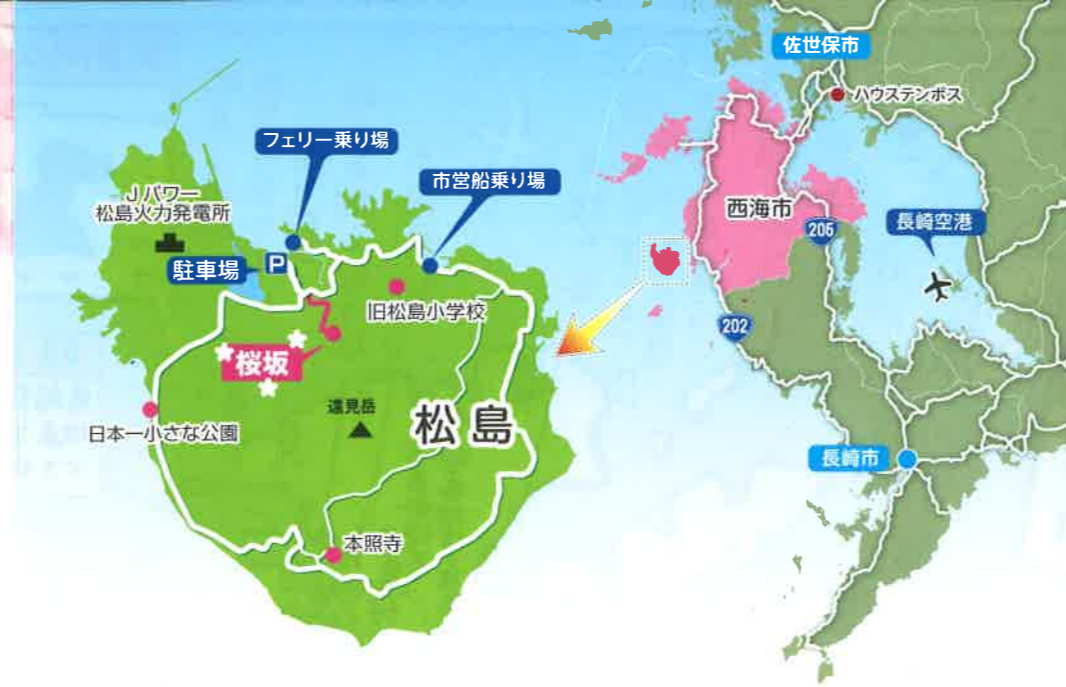 佐世保市
ハウステンボス
フェリー乗り場
市営船乗り場
Jパワー
松島火力発電所
西海市
206
長崎空港
P
駐車場
旧松島小学校
202
桜坂
遠見岳
松島
日本一小さな公園
長崎市
本照寺